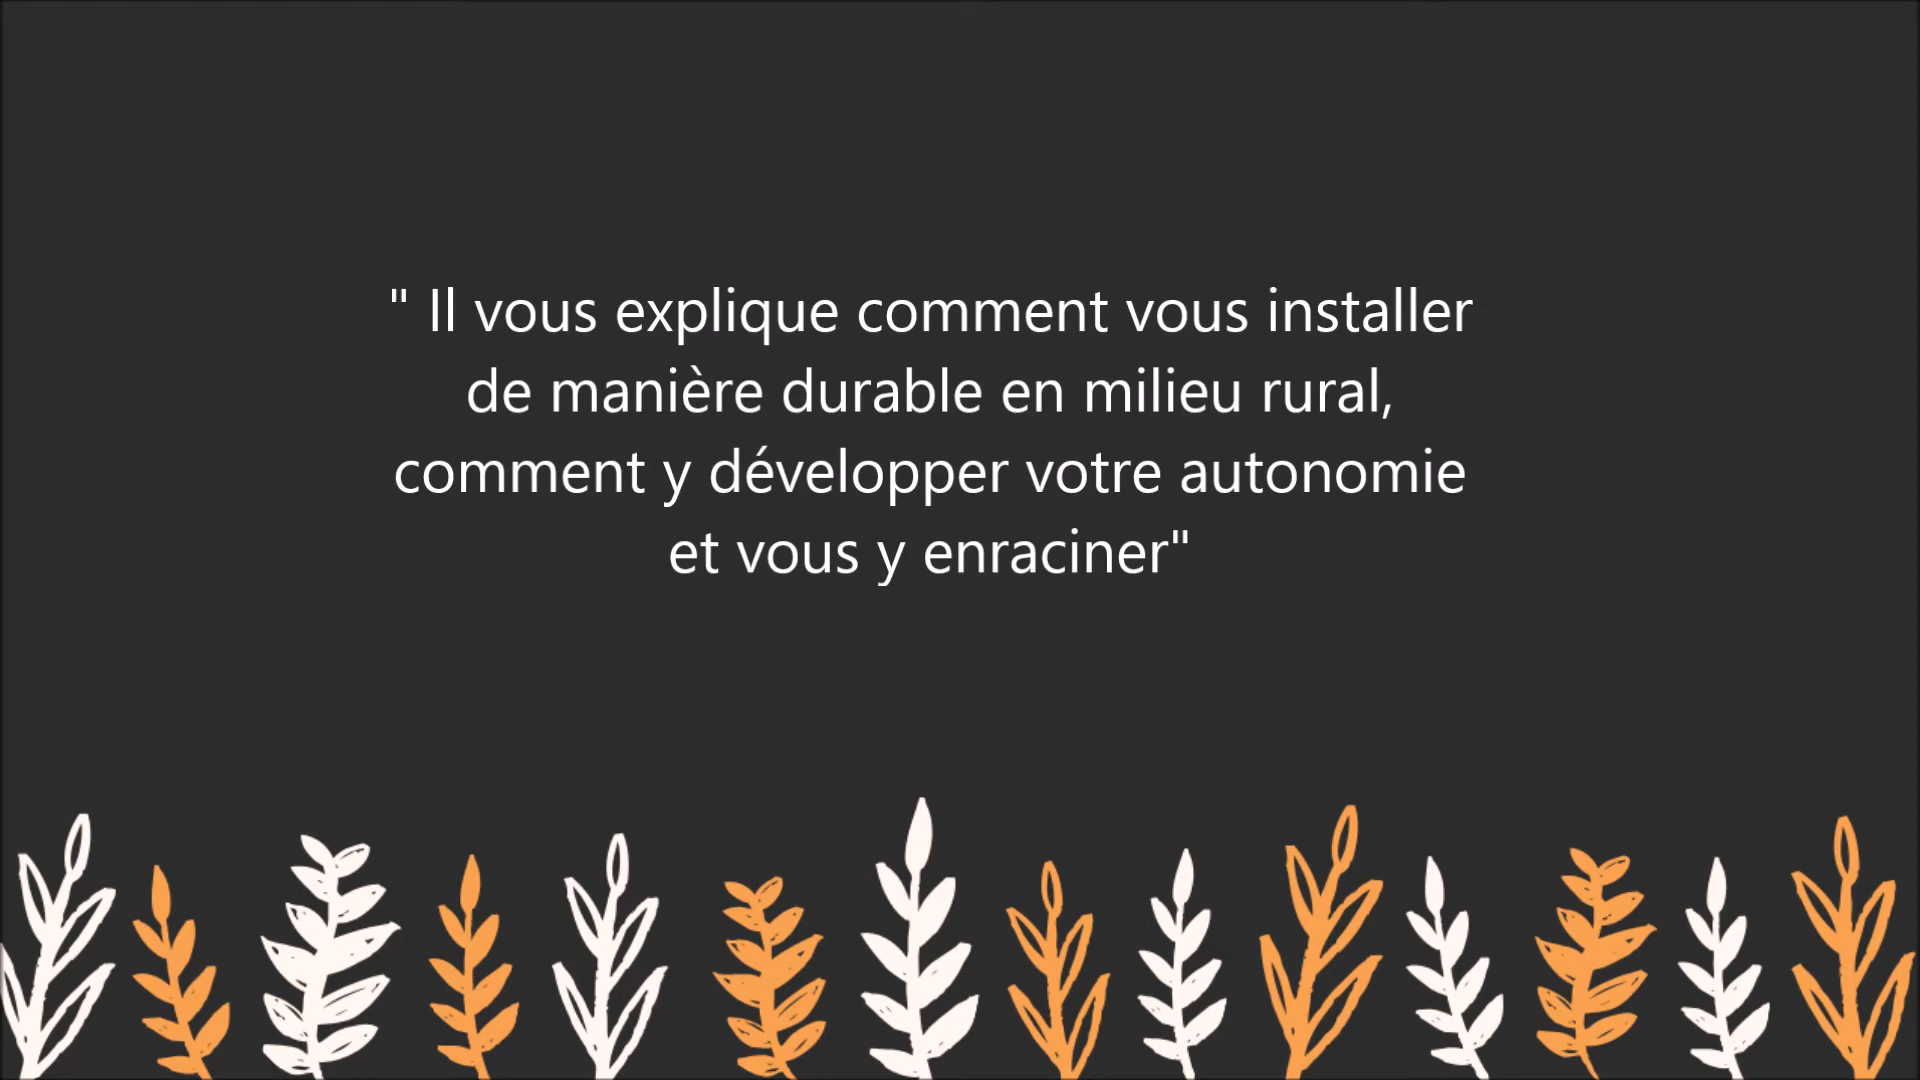 " Il vous explique comment vous installer
de manière durable en milieu rural,
comment y développer votre autonomie
et vous y enraciner"